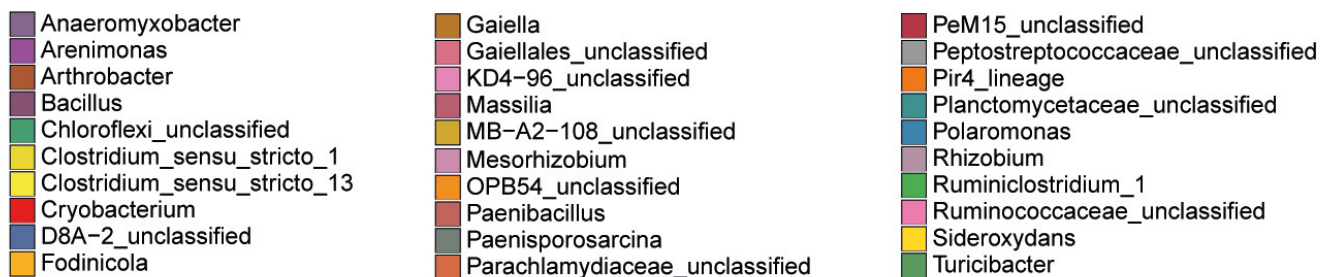 Anaeromyxobacter
Arenimonas
Arthrobacter
Bacillus
Chloroflexi_unclassified
Clostridium_sensu_stricto_1
Clostridium_sensu_stricto_13
Cryobacterium
D8A−2_unclassified
Fodinicola
Gaiella
Gaiellales_unclassified
KD4−96_unclassified
Massilia
MB−A2−108_unclassified
Mesorhizobium
OPB54_unclassified
Paenibacillus
Paenisporosarcina
Parachlamydiaceae_unclassified
PeM15_unclassified
Peptostreptococcaceae_unclassified
Pir4_lineage
Planctomycetaceae_unclassified
Polaromonas
Rhizobium
Ruminiclostridium_1
Ruminococcaceae_unclassified
Sideroxydans
Turicibacter